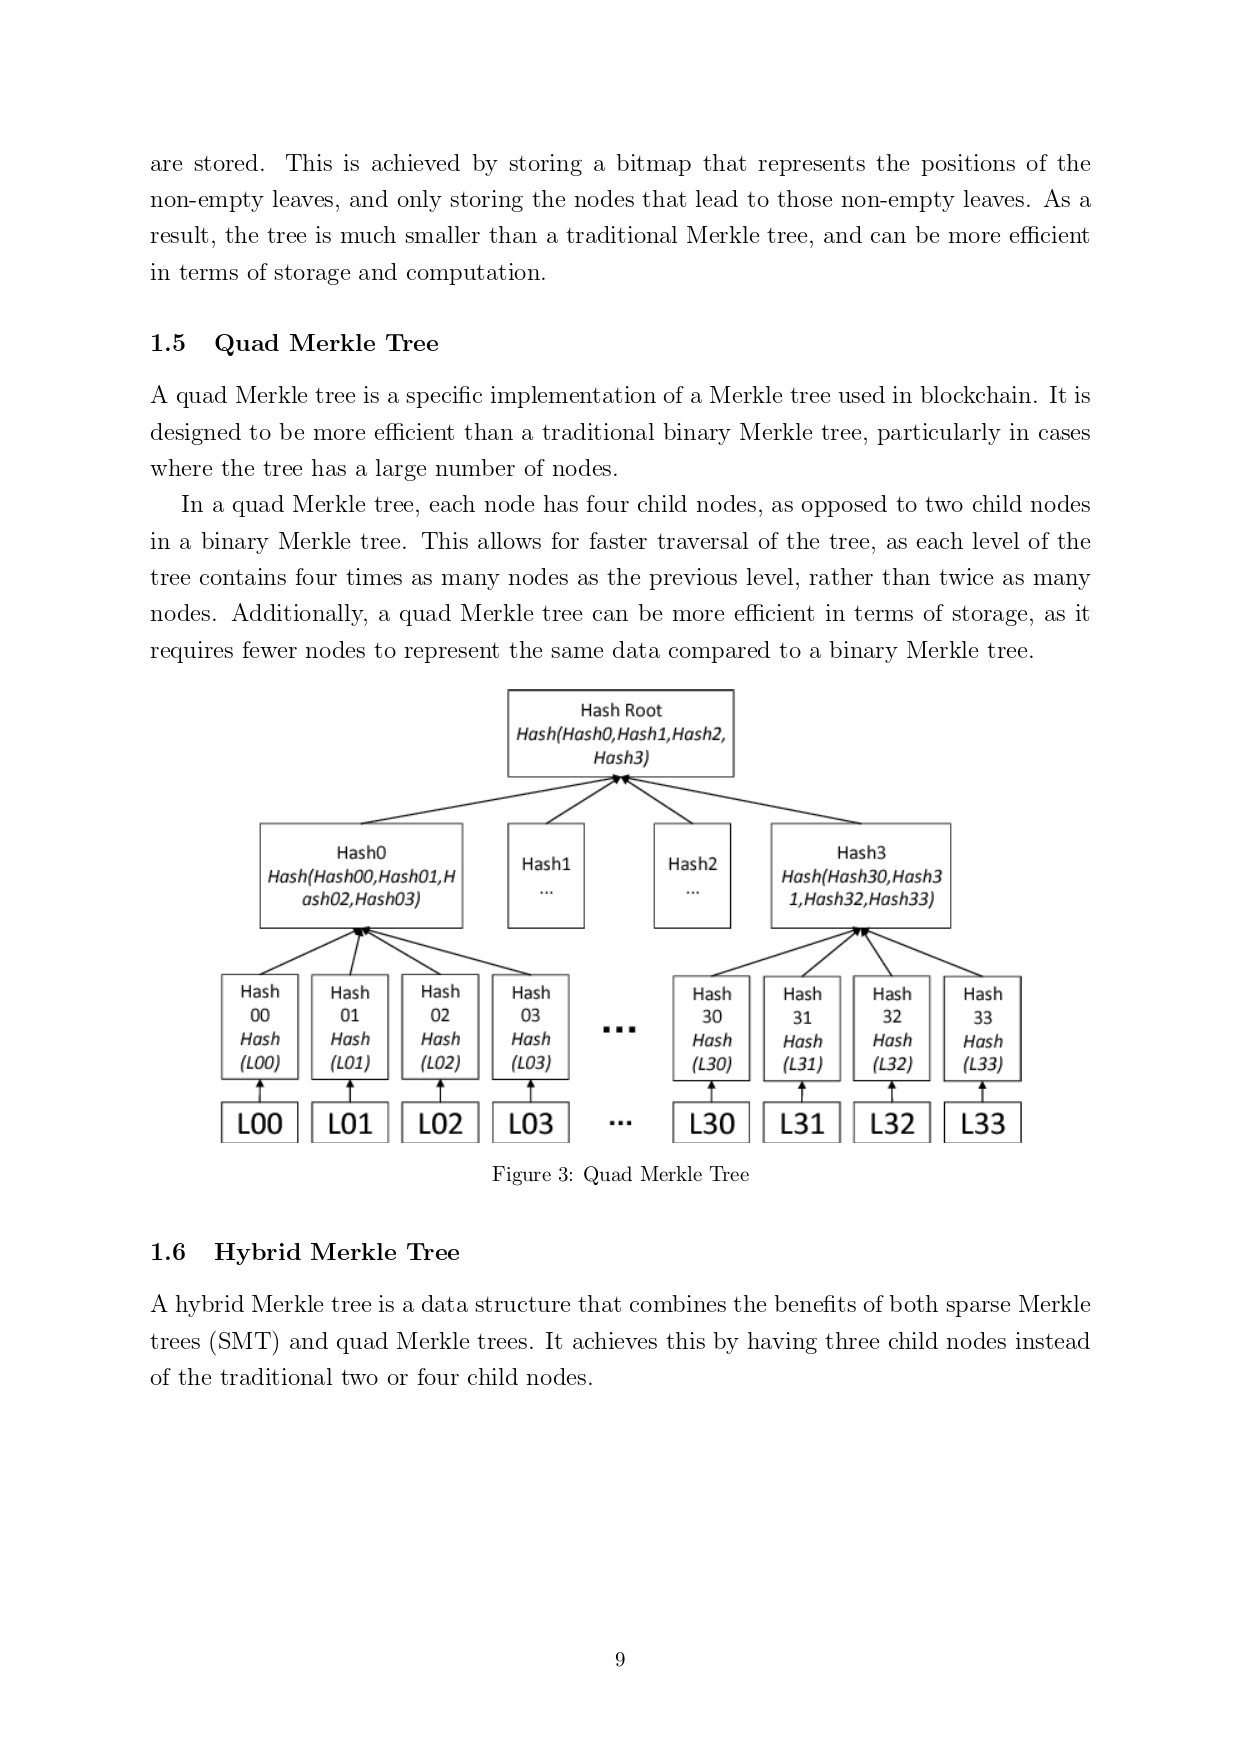 are stored. This is achieved by storing a bitmap that represents the positions of the
non-empty leaves, and only storing the nodes that lead to those non-empty leaves. As a
result, the tree is much smaller than a traditional Merkle tree, and can be more efficient
in terms of storage and computation.
1.5 Quad Merkle Tree
A quad Merkle tree is a specific implementation of a Merkle tree used in blockchain. It is
designed to be more efficient than a traditional binary Merkle tree, particularly in cases
where the tree has a large number of nodes.
In a quad Merkle tree, each node has four child nodes, as opposed to two child nodes
in a binary Merkle tree. This allows for faster traversal of the tree, as each level of the
tree contains four times as many nodes as the previous level, rather than twice as many
nodes. Additionally, a quad Merkle tree can be more efficient in terms of storage, as it
requires fewer nodes to represent the same data compared to a binary Merkle tree.
Hash Root
Hash(Hash0,Hash1,Hash2,
Hash3)
Hash0
Hash(Hash00,Hash01,H
ash02,Hash03)
Hash1
...
Hash2
...
Hash3
Hash(Hash30,Hash3
1,Hash32,Hash33)
Hash
00
Hash
(L00)
Hash
01
Hash
(L01)
Hash
02
Hash
(L02)
Hash
03
Hash
(L03)
...
Hash
30
Hash
(L30)
Hash
31
Hash
(L31)
Hash
32
Hash
(L32)
Hash
33
Hash
(L33)
L00 L01 L02 L03 ... L30 L31 L32 L33
Figure 3: Quad Merkle Tree
1.6 Hybrid Merkle Tree
A hybrid Merkle tree is a data structure that combines the benefits of both sparse Merkle
trees (SMT) and quad Merkle trees. It achieves this by having three child nodes instead
of the traditional two or four child nodes.
9